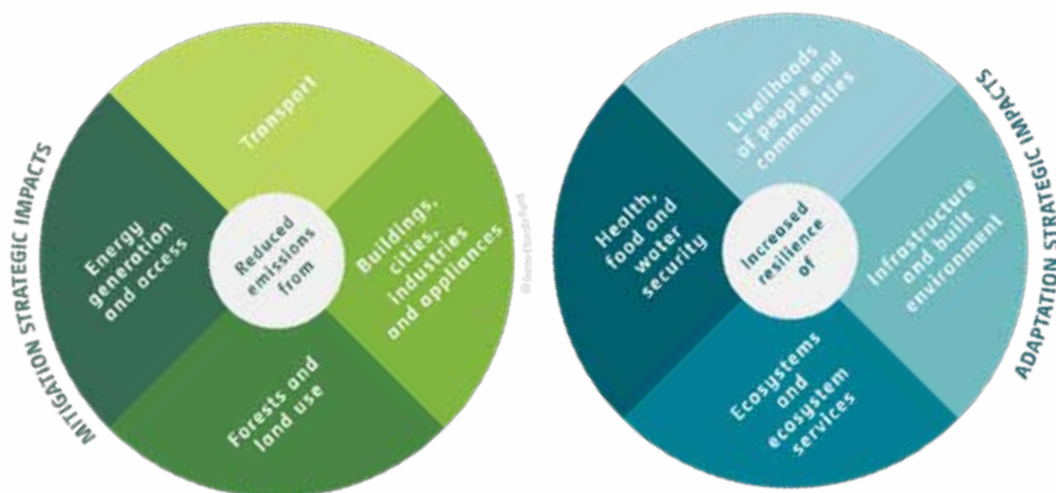 MITIGATION STRATEGIC IMPACTS
Transport
Energy
generation
and access
Reduced
emissions
from
Buildings,
cities,
industries
and appliances
Forests and
land use
Livelihoods
of people and
communities
Health,
food and
water
security
Increased
resilience
of
Infrastructure
and built
environment
Ecosystems
and
ecosystem
services
ADAPTATION STRATEGIC IMPACTS